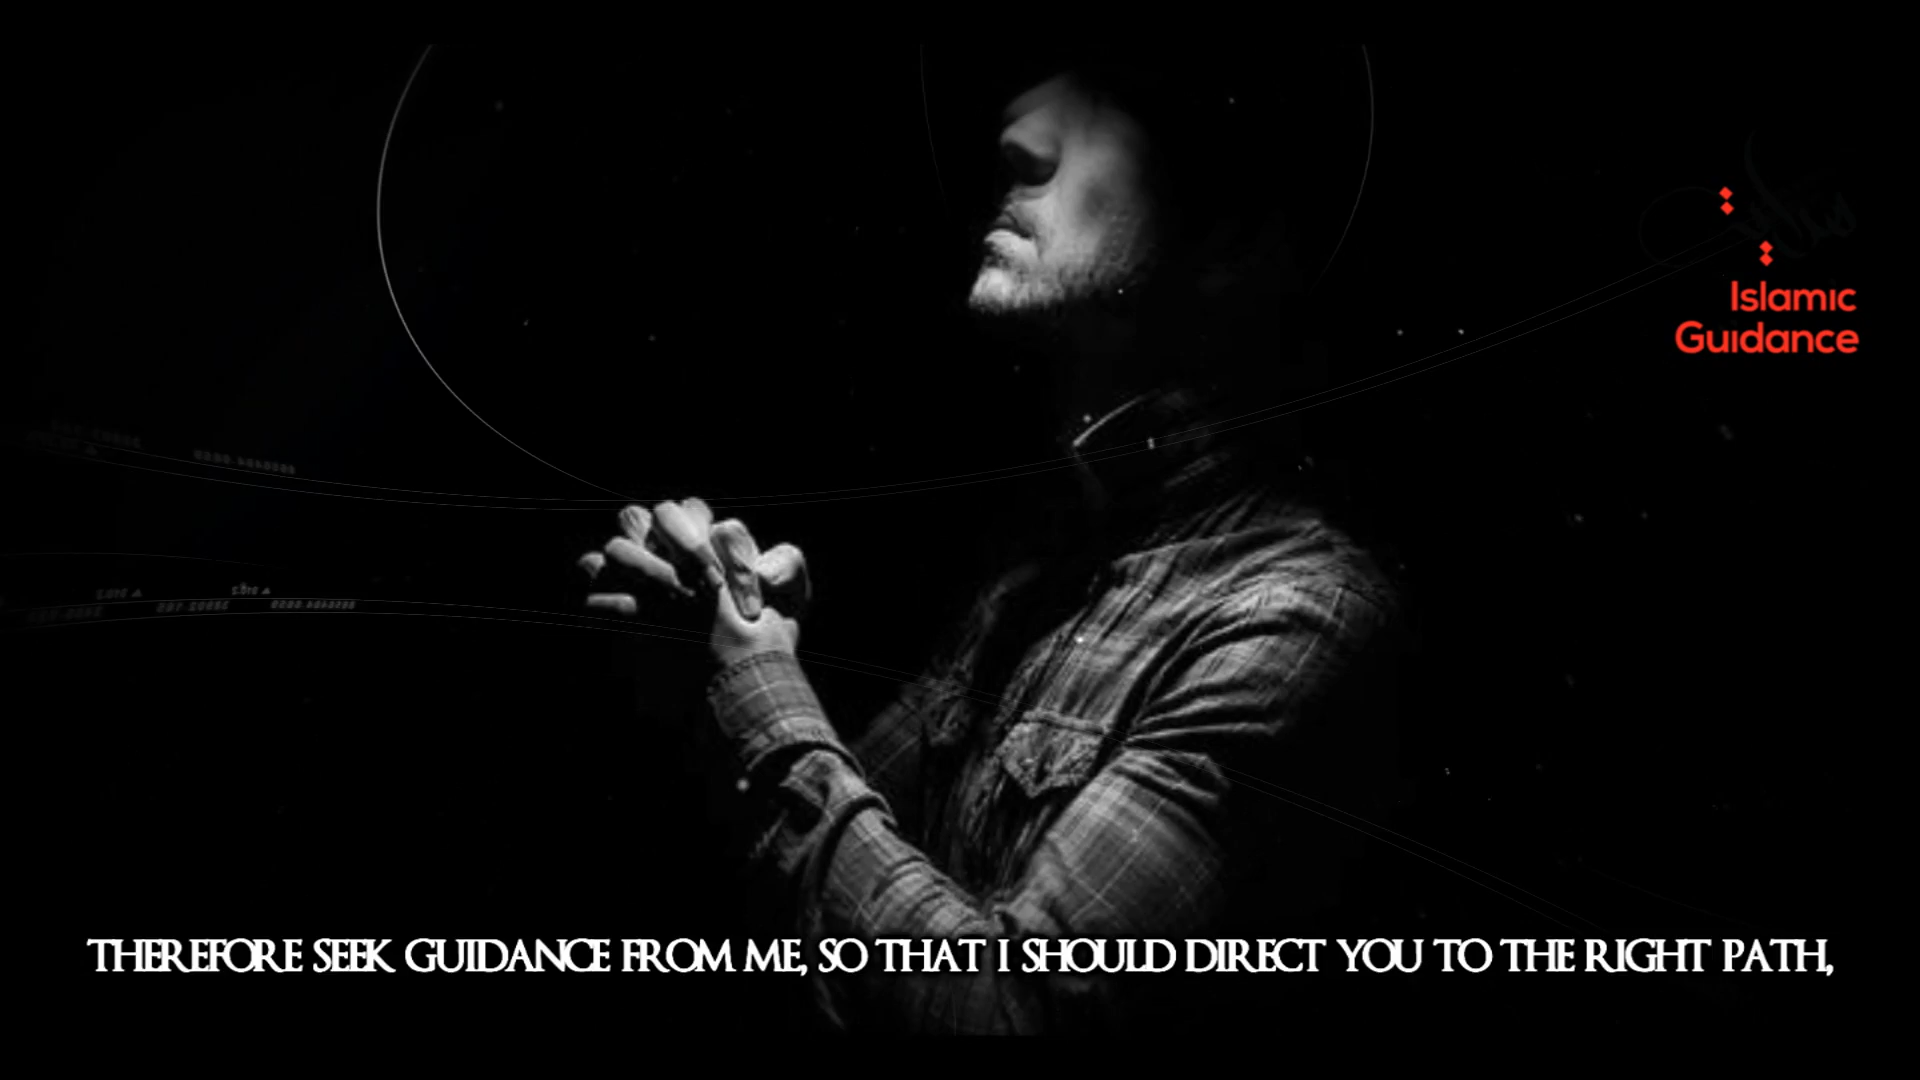 Islamic
Guidance
THEREFORE SEEK GUIDANCE FROM ME, SO THAT I SHOULD DIRECT YOU TO THE RIGHT PATH,